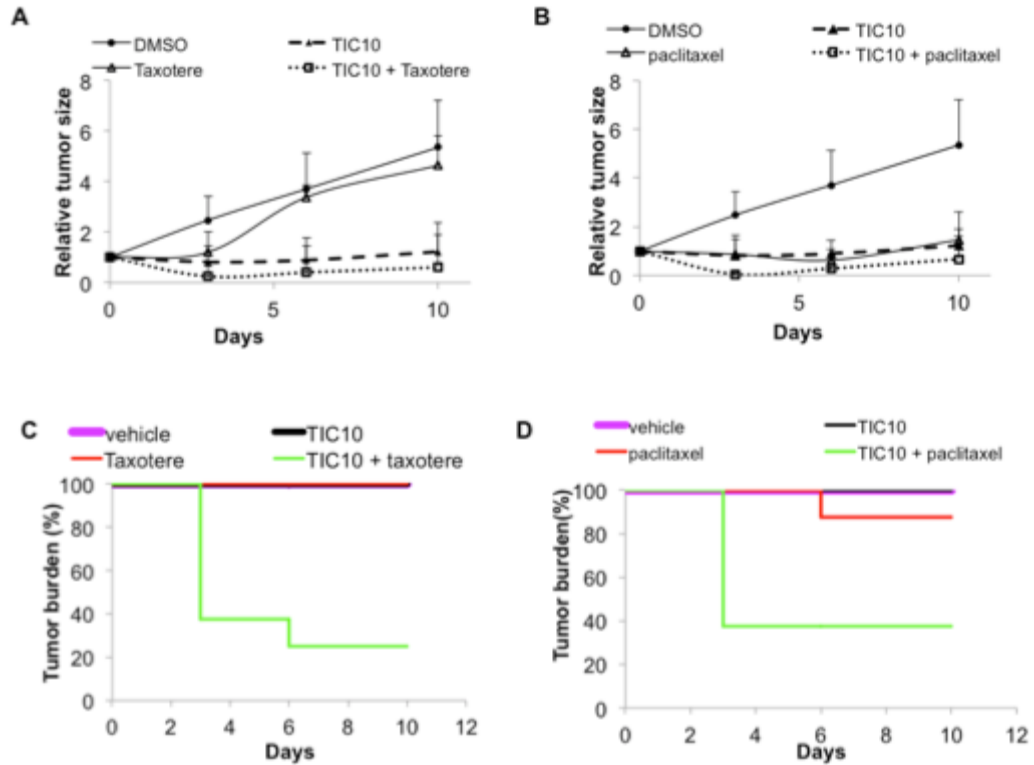 A
DMSO TIC10
Taxotere TIC10 + Taxotere
Relative tumor size
8
6
4
2
0
0 5 10
Days
B
DMSO TIC10
paclitaxel TIC10 + paclitaxel
Relative tumor size
8
6
4
2
0
0 5 10
Days
C
vehicle TIC10
Taxotere TIC10 + taxotere
Tumor burden (%)
100
80
60
40
20
0
0 2 4 6 8 10 12
Days
D
vehicle TIC10
paclitaxel TIC10 + paclitaxel
Tumor burden(%)
100
80
60
40
20
0
0 2 4 6 8 10 12
Days